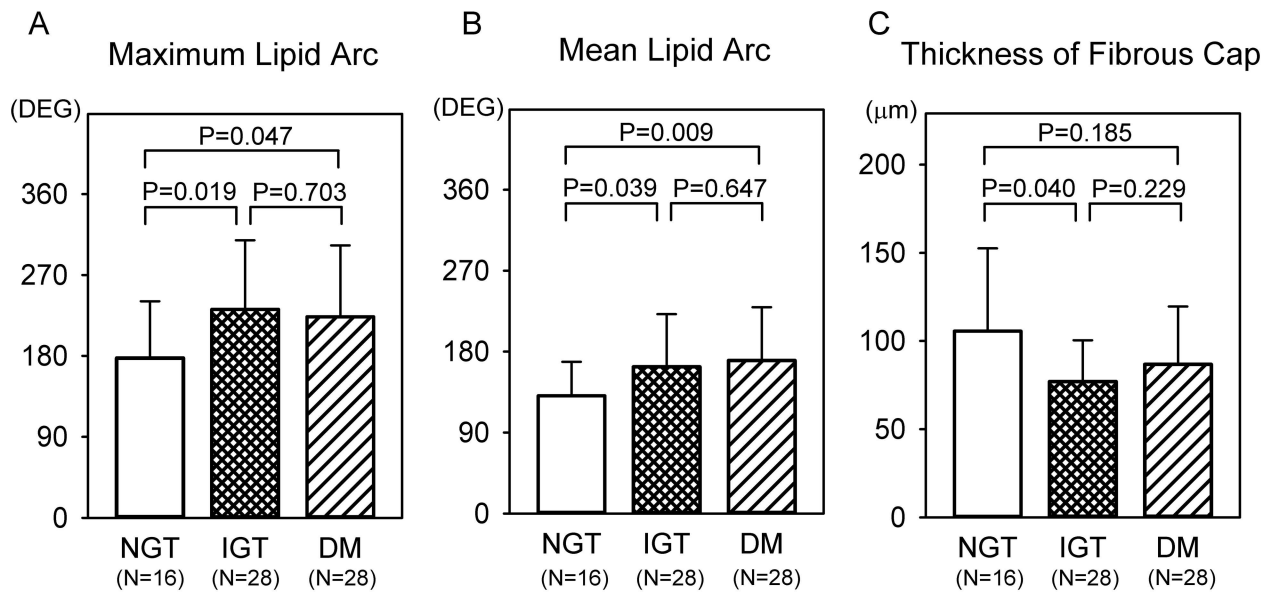 A
Maximum Lipid Arc
(DEG)
P=0.047
P=0.019
P=0.703
360
270
180
90
0
NGT
IGT
DM
(N=16)
(N=28)
(N=28)
B
Mean Lipid Arc
(DEG)
P=0.009
P=0.039
P=0.647
360
270
180
90
0
NGT
IGT
DM
(N=16)
(N=28)
(N=28)
C
Thickness of Fibrous Cap
(μm)
P=0.185
200
P=0.040
P=0.229
150
100
50
0
NGT
IGT
DM
(N=16)
(N=28)
(N=28)